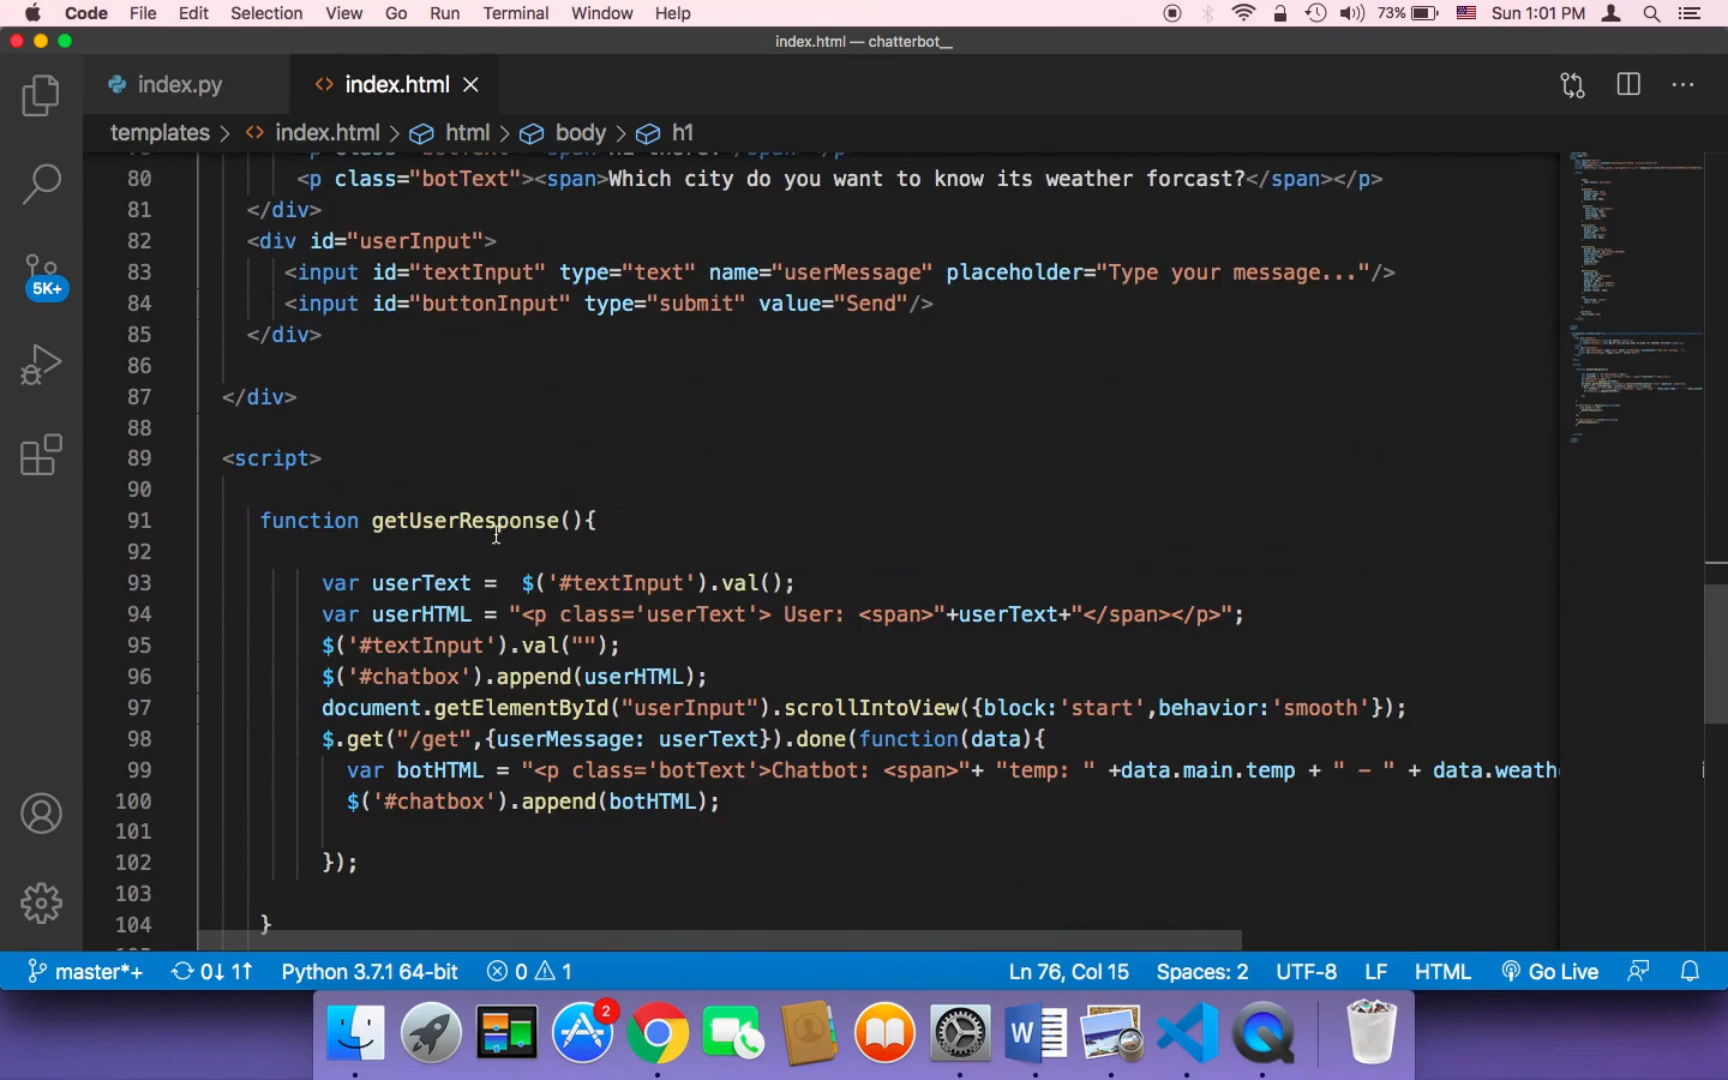 Code File Edit Selection View Go Run Terminal Window Help 73% Sun 1:01 PM
index.html — chatterbot__
index.py <> index.html
templates > <> index.html > html > body > h1
80 <p class="botText"><span>Which city do you want to know its weather forcast?</span></p>
81 </div>
82 <div id="userInput">
83 <input id="textInput" type="text" name="userMessage" placeholder="Type your message..."/>
84 <input id="buttonInput" type="submit" value="Send"/>
85 </div>
86
87 </div>
88
89 <script>
90
91 function getUserResponse(){
92
93 var userText =  $('#textInput').val();
94 var userHTML = "<p class='userText'> User: <span>"+userText+"</span></p>";
95 $('#textInput').val("");
96 $('#chatbox').append(userHTML);
97 document.getElementById("userInput").scrollIntoView({block:'start',behavior:'smooth'});
98 $.get("/get",{userMessage: userText}).done(function(data){
99 var botHTML = "<p class='botText'>Chatbot: <span>"+ "temp: " +data.main.temp + " - " + data.weath
100 $('#chatbox').append(botHTML);
101
102 });
103
104 }
5K+
master*+ 0↓ 1↑ Python 3.7.1 64-bit 0 1 Ln 76, Col 15 Spaces: 2 UTF-8 LF HTML Go Live
2
W